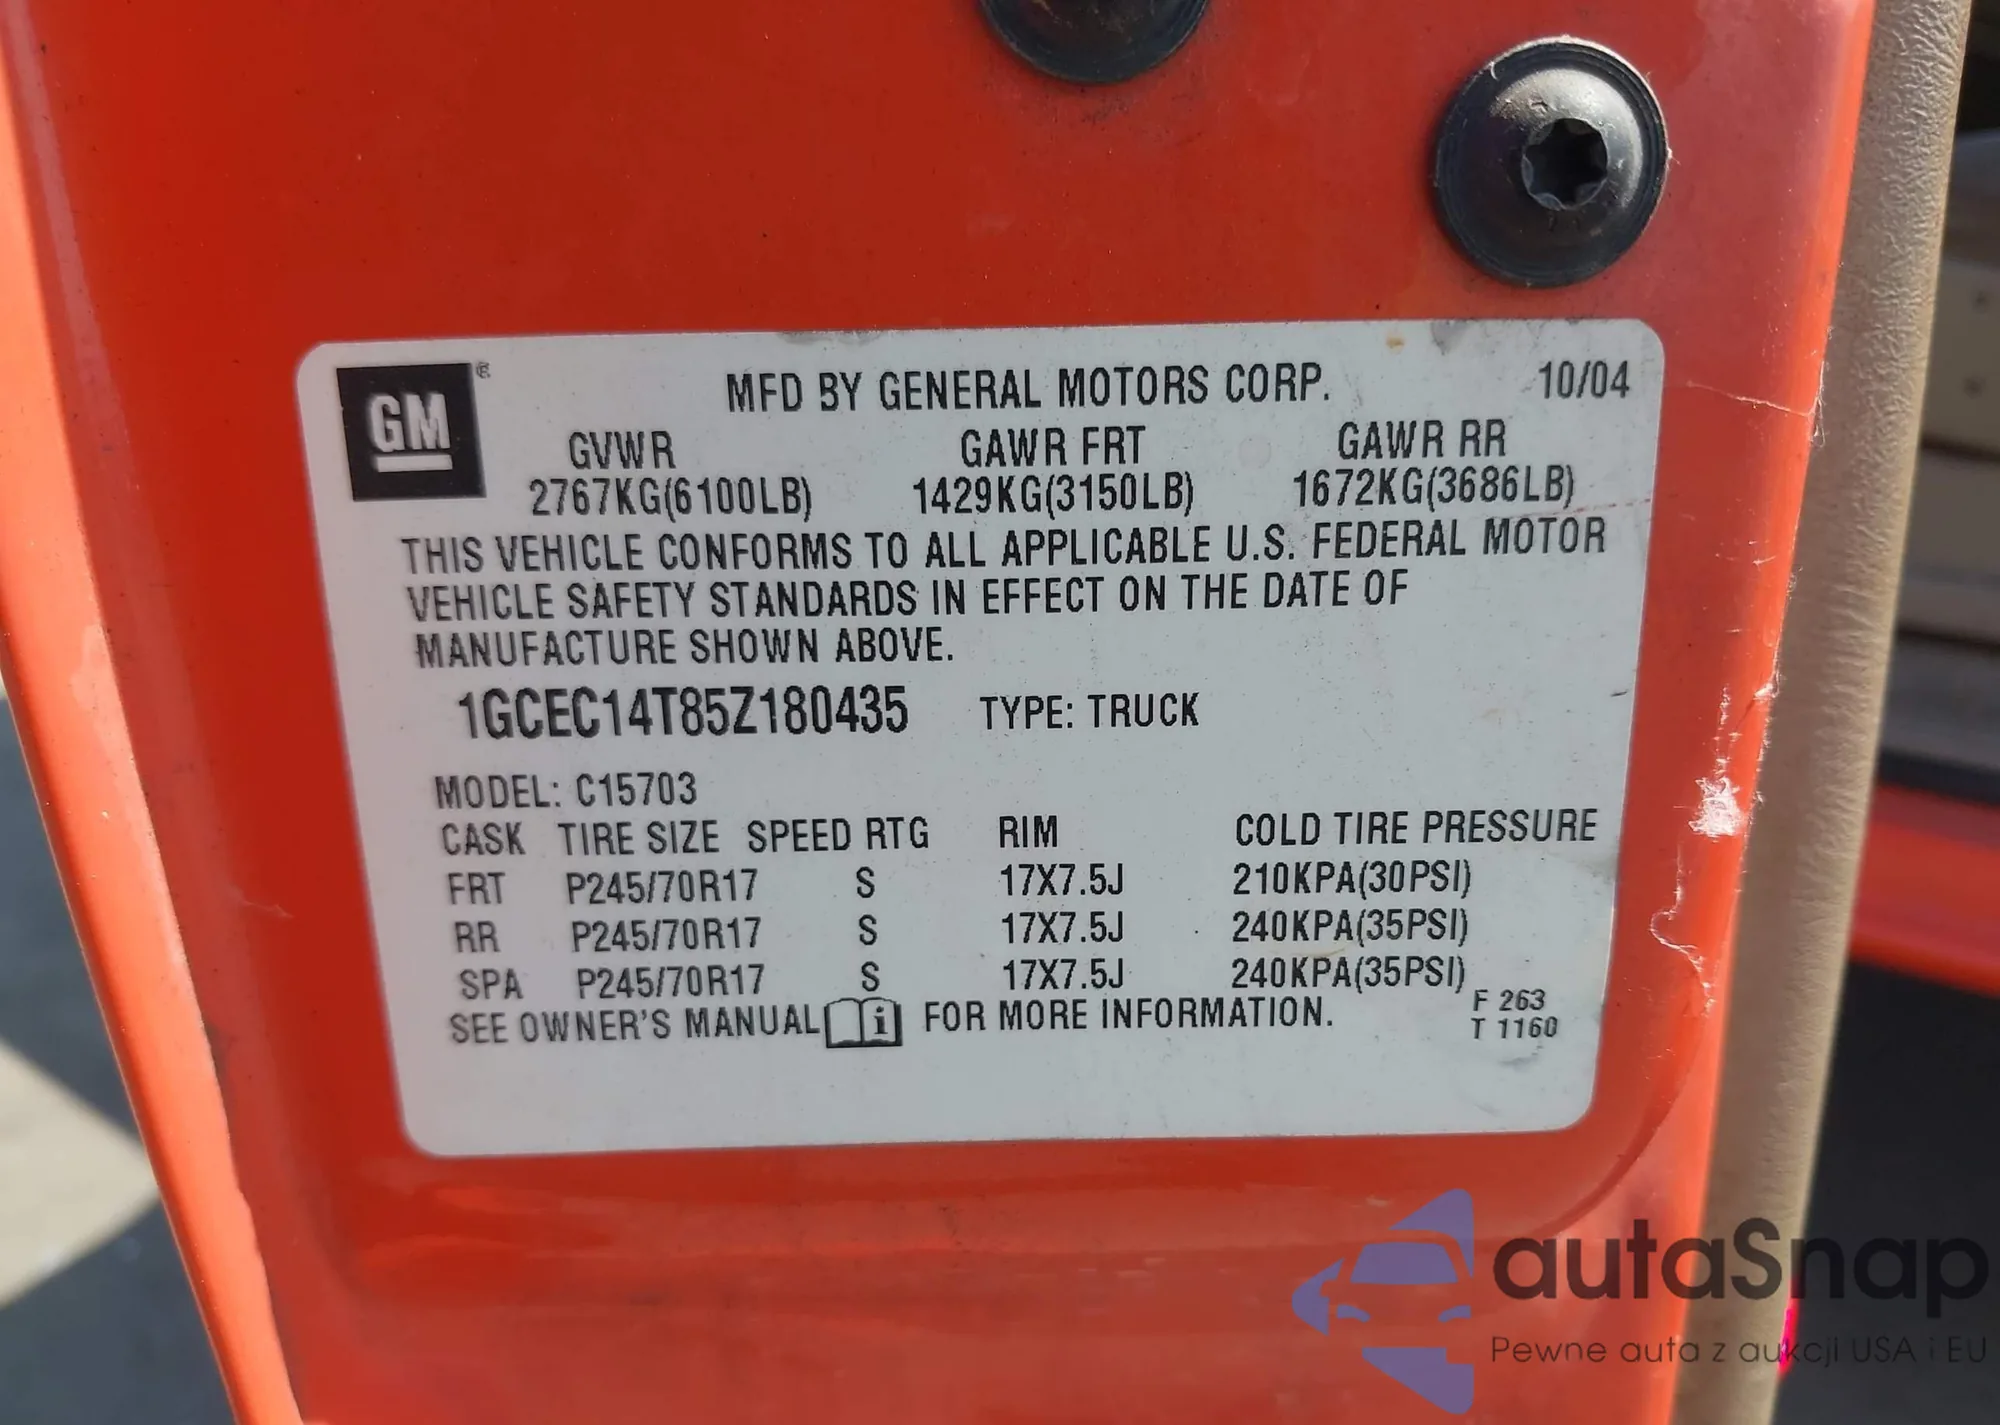 GM ®
MFD BY GENERAL MOTORS CORP. 10/04
GVWR GAWR FRT GAWR RR
2767KG(6100LB) 1429KG(3150LB) 1672KG(3686LB)
THIS VEHICLE CONFORMS TO ALL APPLICABLE U.S. FEDERAL MOTOR
VEHICLE SAFETY STANDARDS IN EFFECT ON THE DATE OF
MANUFACTURE SHOWN ABOVE.
1GCEC14T85Z180435 TYPE: TRUCK
MODEL: C15703
CASK TIRE SIZE SPEED RTG RIM COLD TIRE PRESSURE
FRT P245/70R17 S 17X7.5J 210KPA(30PSI)
RR P245/70R17 S 17X7.5J 240KPA(35PSI)
SPA P245/70R17 S 17X7.5J 240KPA(35PSI)
SEE OWNER'S MANUAL i FOR MORE INFORMATION.
F 263
T 1160
autaSnap
Pewne auta z aukcji USA i EU